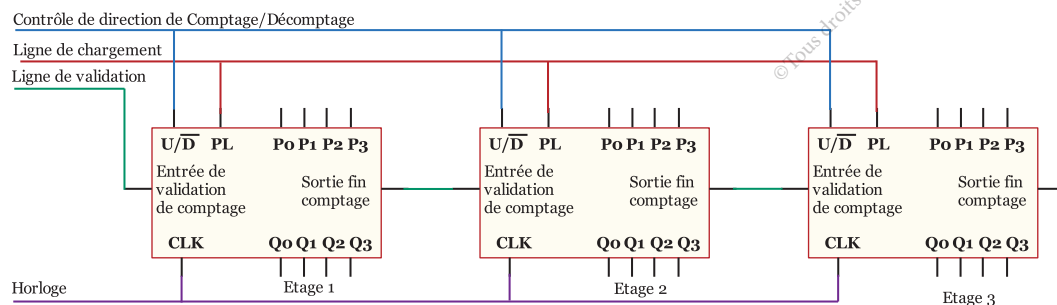 Contrôle de direction de Comptage/Décomptage
© Tous droits
Ligne de chargement
Ligne de validation
U/D PL P0 P1 P2 P3
Entrée de validation de comptage
Sortie fin comptage
CLK Q0 Q1 Q2 Q3
Etage 1
U/D PL P0 P1 P2 P3
Entrée de validation de comptage
Sortie fin comptage
CLK Q0 Q1 Q2 Q3
Etage 2
U/D PL P0 P1 P2 P3
Entrée de validation de comptage
Sortie fin comptage
CLK Q0 Q1 Q2 Q3
Etage 3
Horloge